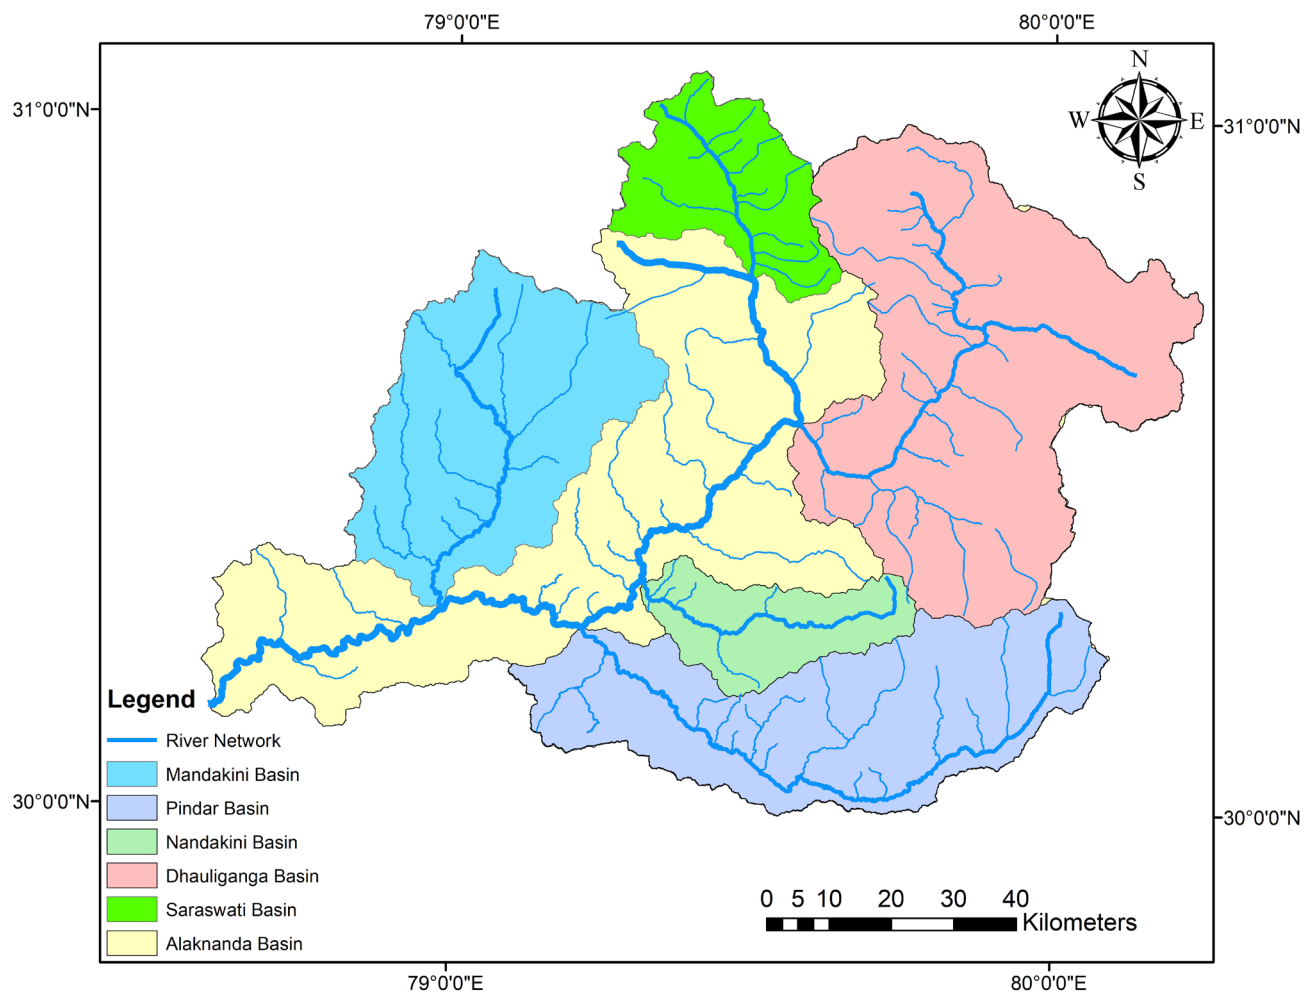 79°0'0"E 80°0'0"E
31°0'0"N
31°0'0"N
N
W E
S
Legend
River Network
Mandakini Basin
Pindar Basin
Nandakini Basin
Dhauliganga Basin
Saraswati Basin
Alaknanda Basin
30°0'0"N
30°0'0"N
0 5 10 20 30 40
Kilometers
79°0'0"E 80°0'0"E